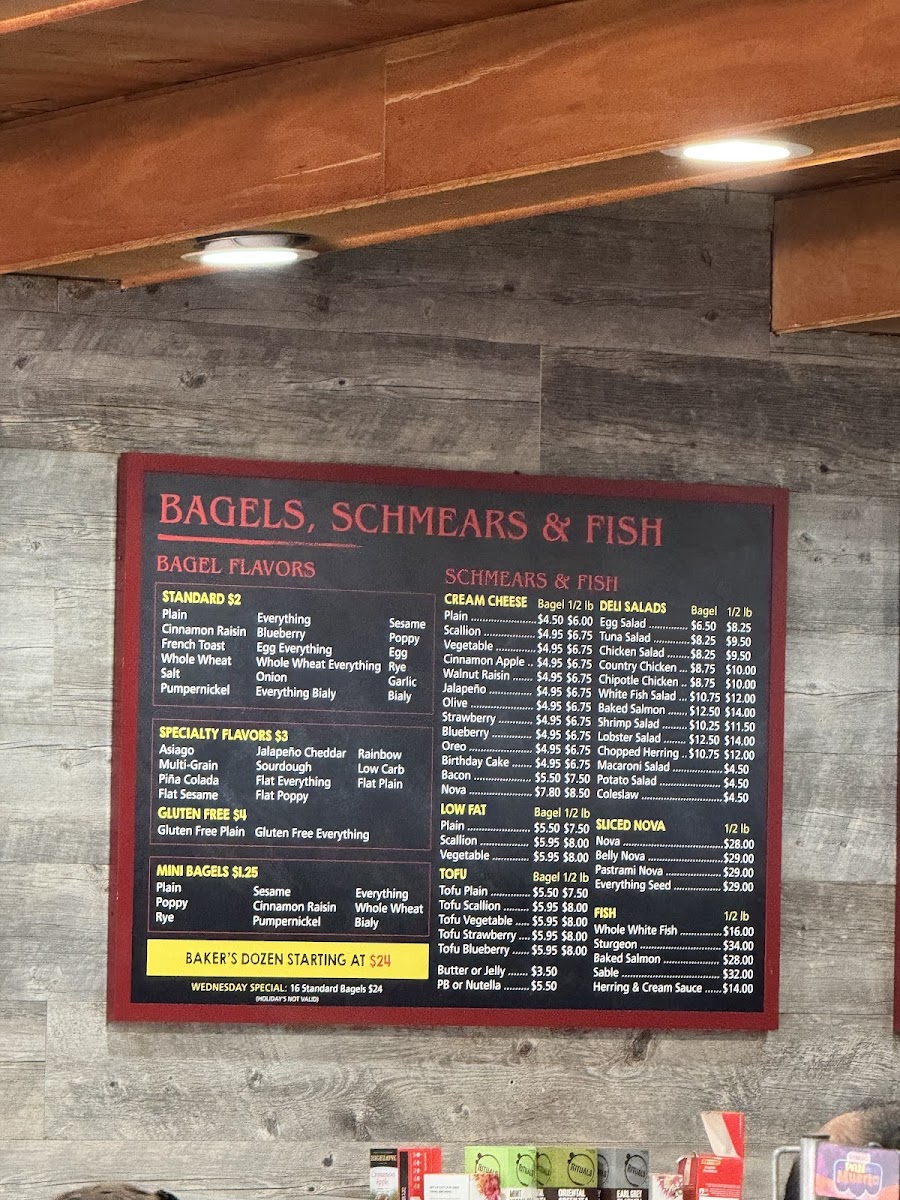 BAGELS, SCHMEARS & FISH
BAGEL FLAVORS
STANDARD $2
Plain Everything Sesame
Cinnamon Raisin Blueberry Poppy
French Toast Egg Everything Egg
Whole Wheat Whole Wheat Everything Rye
Salt Onion Garlic
Pumpernickel Everything Bialy Bialy
SPECIALTY FLAVORS $3
Asiago Jalapeño Cheddar Rainbow
Multi-Grain Sourdough Low Carb
Piña Colada Flat Everything Flat Plain
Flat Sesame Flat Poppy
GLUTEN FREE $4
Gluten Free Plain Gluten Free Everything
MINI BAGELS $1.25
Plain Sesame Everything
Poppy Cinnamon Raisin Whole Wheat
Rye Pumpernickel Bialy
BAKER'S DOZEN STARTING AT $24
WEDNESDAY SPECIAL: 16 Standard Bagels $24
(HOLIDAY'S NOT VALID)
SCHMEARS & FISH
CREAM CHEESE Bagel 1/2 lb
Plain $4.50 $6.00
Scallion $4.95 $6.75
Vegetable $4.95 $6.75
Cinnamon Apple $4.95 $6.75
Walnut Raisin $4.95 $6.75
Jalapeño $4.95 $6.75
Olive $4.95 $6.75
Strawberry $4.95 $6.75
Blueberry $4.95 $6.75
Oreo $4.95 $6.75
Birthday Cake $4.95 $6.75
Bacon $5.50 $7.50
Nova $7.80 $8.50
LOW FAT Bagel 1/2 lb
Plain $5.50 $7.50
Scallion $5.95 $8.00
Vegetable $5.95 $8.00
TOFU Bagel 1/2 lb
Tofu Plain $5.50 $7.50
Tofu Scallion $5.95 $8.00
Tofu Vegetable $5.95 $8.00
Tofu Strawberry $5.95 $8.00
Tofu Blueberry $5.95 $8.00
Butter or Jelly $3.50
PB or Nutella $5.50
DELI SALADS Bagel 1/2 lb
Egg Salad $6.50 $8.25
Tuna Salad $8.25 $9.50
Chicken Salad $8.25 $9.50
Country Chicken $8.75 $10.00
Chipotle Chicken $8.75 $10.00
White Fish Salad $10.75 $12.00
Baked Salmon $12.50 $14.00
Shrimp Salad $10.25 $11.50
Lobster Salad $12.50 $14.00
Chopped Herring $10.75 $12.00
Macaroni Salad $4.50
Potato Salad $4.50
Coleslaw $4.50
SLICED NOVA 1/2 lb
Nova $28.00
Belly Nova $29.00
Pastrami Nova $29.00
Everything Seed $29.00
FISH 1/2 lb
Whole White Fish $16.00
Sturgeon $34.00
Baked Salmon $28.00
Sable $32.00
Herring & Cream Sauce $14.00
RITUALS
RITUALS
MINT
ORIENTAL
EARL GREY
Pan
Muerto